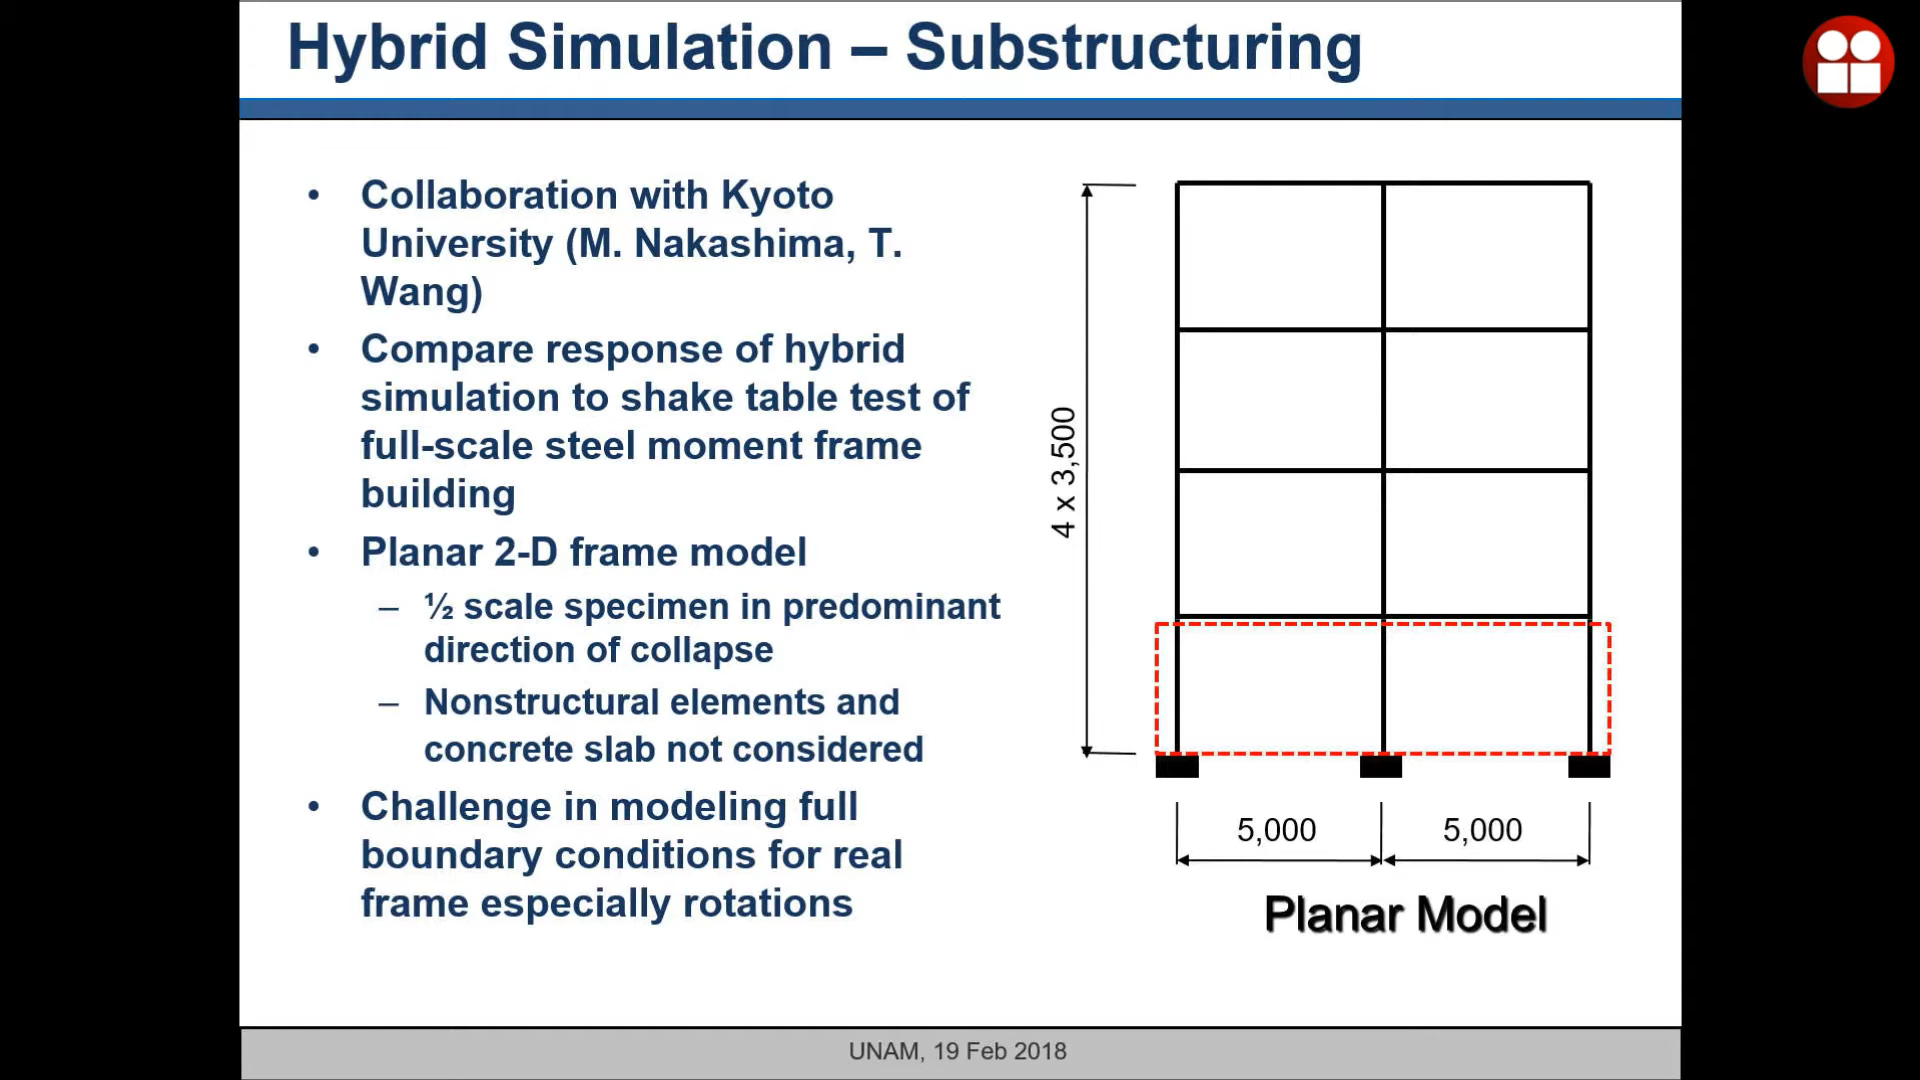 Hybrid Simulation – Substructuring
• Collaboration with Kyoto
University (M. Nakashima, T.
Wang)
• Compare response of hybrid
simulation to shake table test of
full-scale steel moment frame
building
• Planar 2-D frame model
– ½ scale specimen in predominant
direction of collapse
– Nonstructural elements and
concrete slab not considered
• Challenge in modeling full
boundary conditions for real
frame especially rotations
4 x 3,500
5,000
5,000
Planar Model
UNAM, 19 Feb 2018